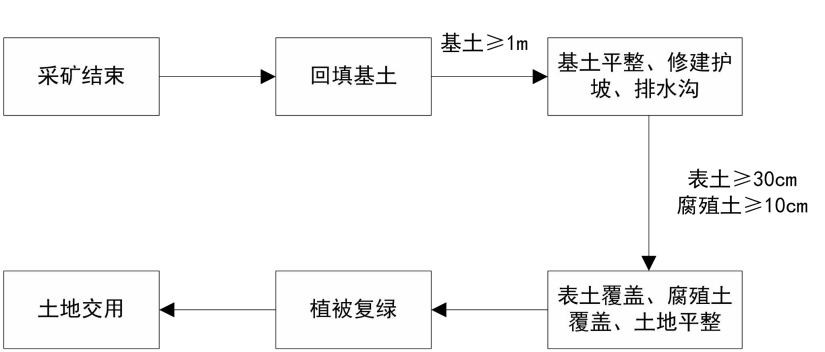 采矿结束
回填基土
基土≥1m
基土平整、修建护
坡、排水沟
表土≥30cm
腐殖土≥10cm
表土覆盖、腐殖土
覆盖、土地平整
植被复绿
土地交用